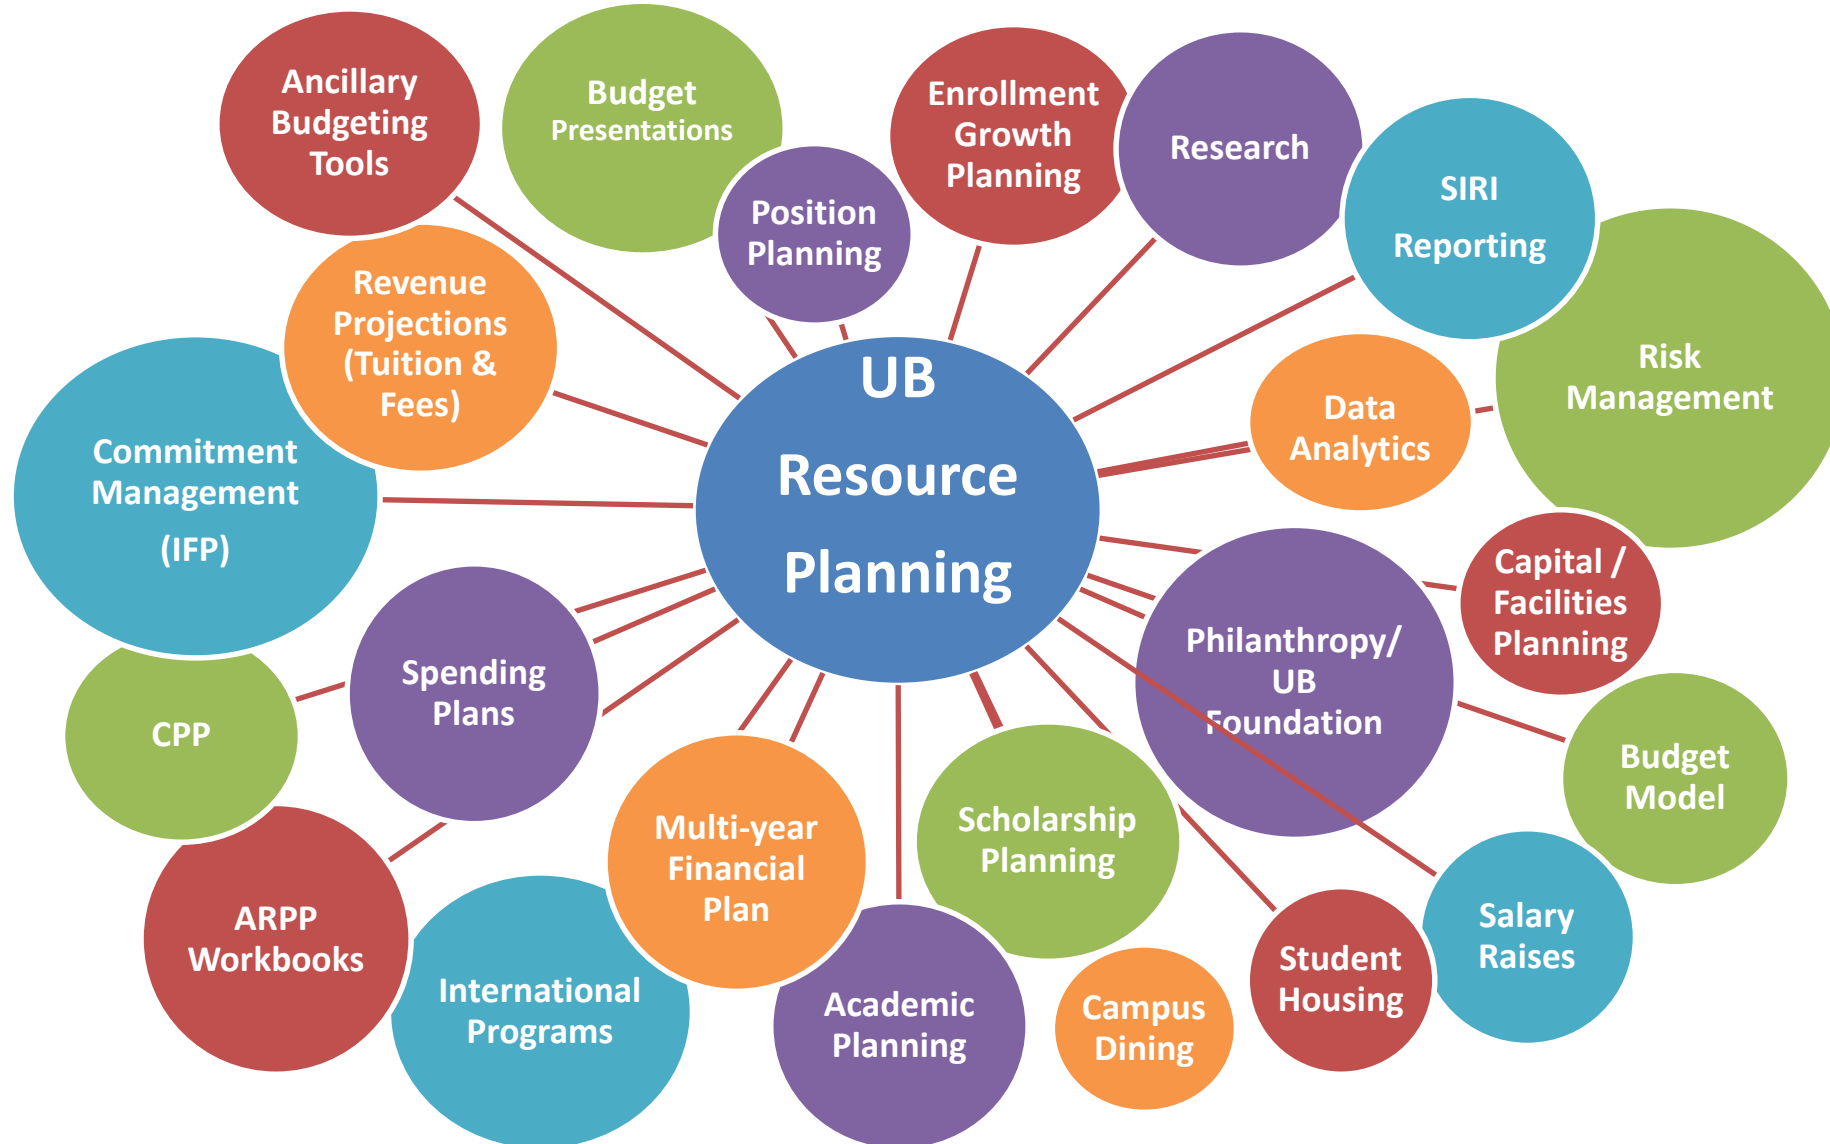 Ancillary
Budgeting
Tools
Budget
Presentations
Position
Planning
Enrollment
Growth
Planning
Research
SIRI
Reporting
Revenue
Projections
(Tuition &
Fees)
Risk
Management
Data
Analytics
UB
Resource
Planning
Commitment
Management
(IFP)
Capital /
Facilities
Planning
Philanthropy/
UB
Foundation
Spending
Plans
CPP
Budget
Model
Multi-year
Financial
Plan
Scholarship
Planning
ARPP
Workbooks
International
Programs
Academic
Planning
Campus
Dining
Student
Housing
Salary
Raises